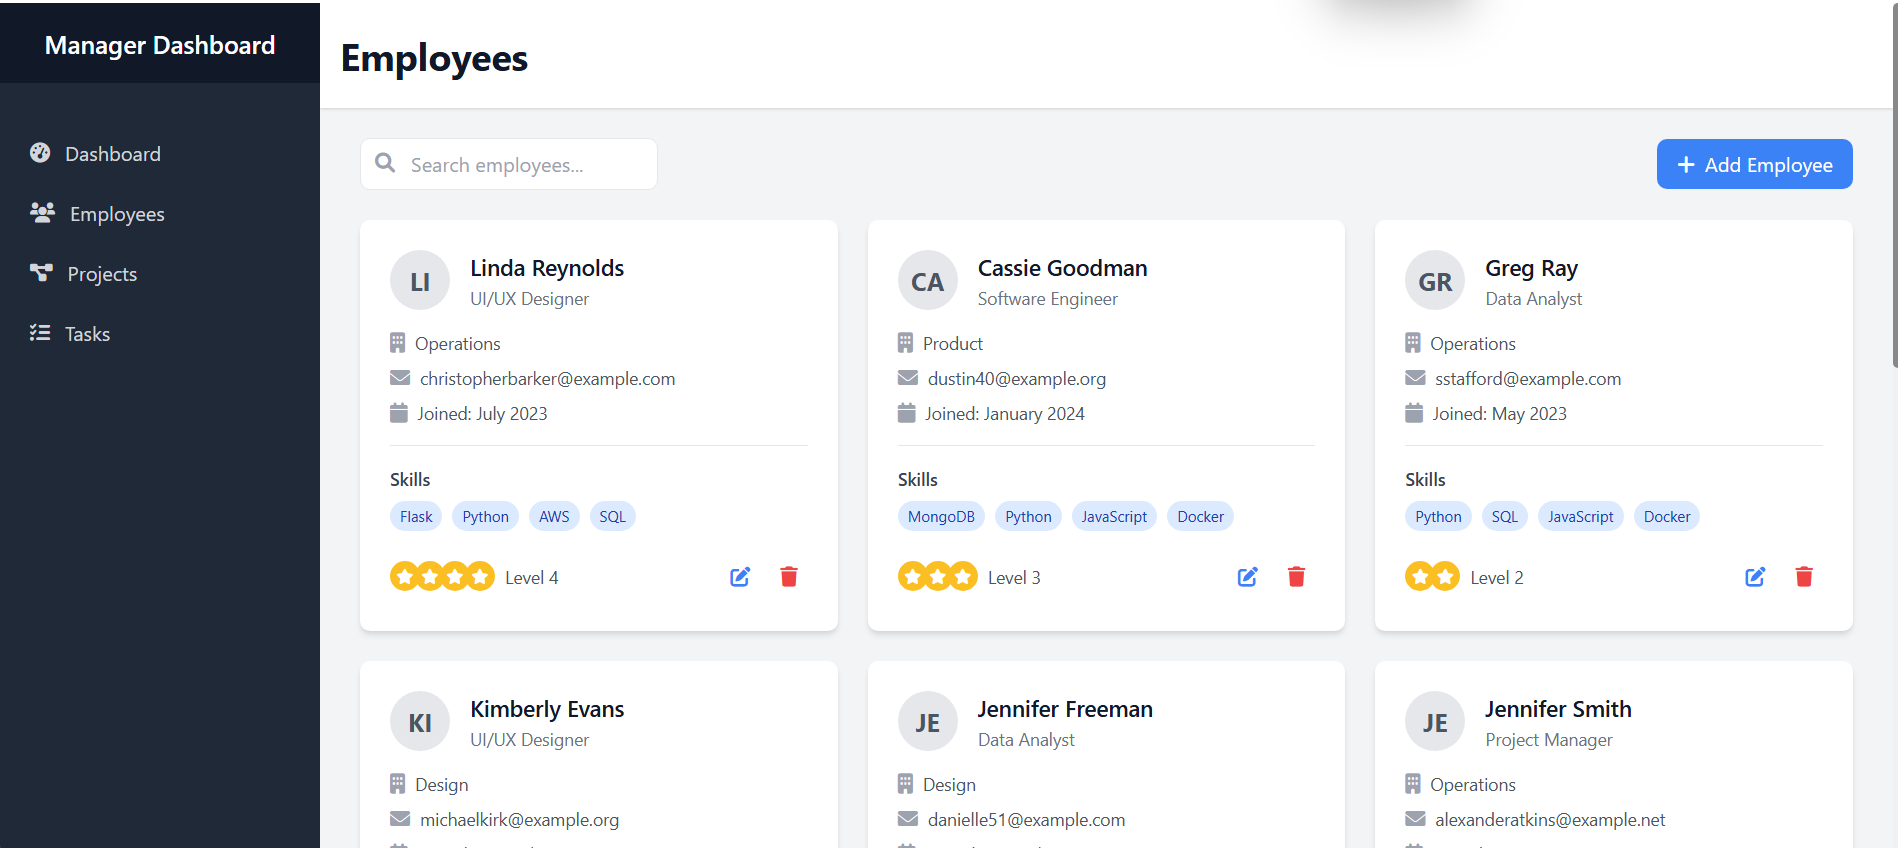 Manager Dashboard
Dashboard
Employees
Projects
Tasks
Employees
Search employees...
Add Employee
LI
Linda Reynolds
UI/UX Designer
Operations
christopherbarker@example.com
Joined: July 2023
Skills
Flask Python AWS SQL
Level 4
CA
Cassie Goodman
Software Engineer
Product
dustin40@example.org
Joined: January 2024
Skills
MongoDB Python JavaScript Docker
Level 3
GR
Greg Ray
Data Analyst
Operations
sstafford@example.com
Joined: May 2023
Skills
Python SQL JavaScript Docker
Level 2
KI
Kimberly Evans
UI/UX Designer
Design
michaelkirk@example.org
JE
Jennifer Freeman
Data Analyst
Design
danielle51@example.com
JE
Jennifer Smith
Project Manager
Operations
alexanderatkins@example.net